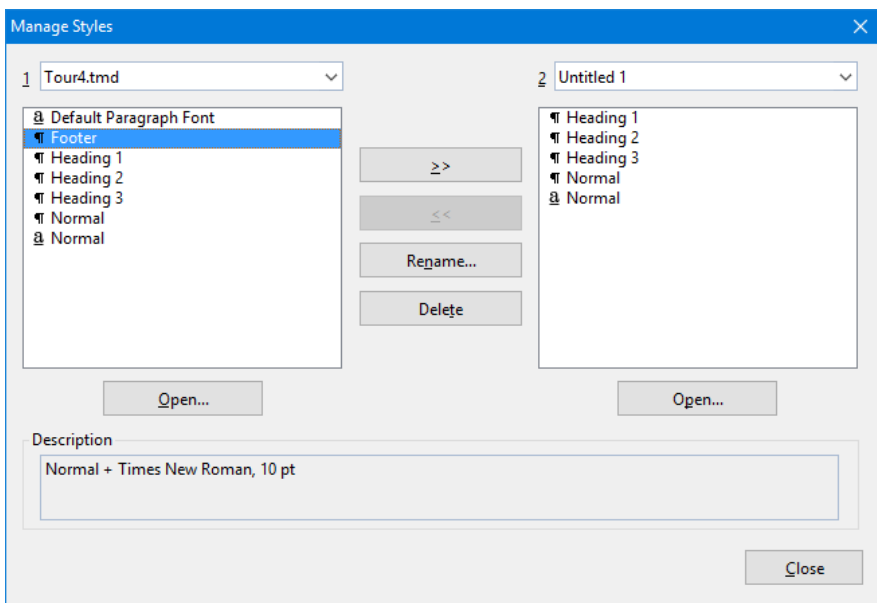 Manage Styles
1 Tour4.tmd
2 Untitled 1
a Default Paragraph Font
¶ Footer
¶ Heading 1
¶ Heading 2
¶ Heading 3
¶ Normal
a Normal
>>
<<
Rename...
Delete
¶ Heading 1
¶ Heading 2
¶ Heading 3
¶ Normal
a Normal
Open...
Open...
Description
Normal + Times New Roman, 10 pt
Close